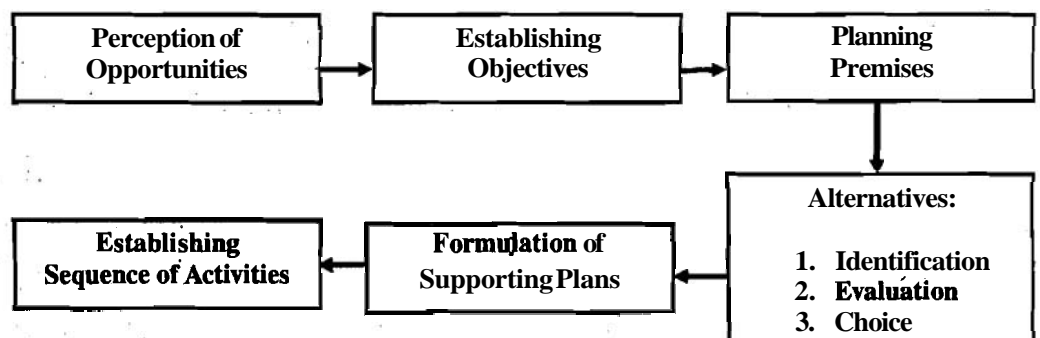 Perception of
Opportunities
Establishing
Objectives
Planning
Premises
Alternatives:
1. Identification
2. Evaluation
3. Choice
Formulation of
Supporting Plans
Establishing
Sequence of Activities